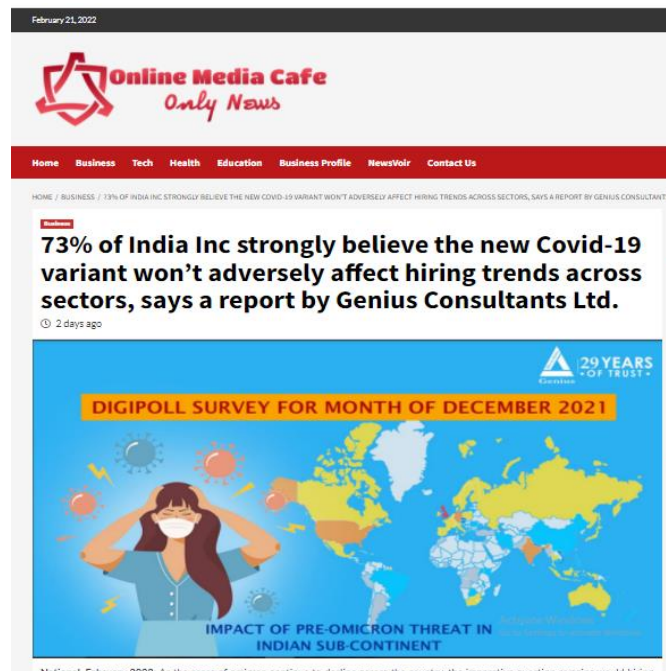 February 21, 2022
Online Media Cafe
Only News
Home Business Tech Health Education Business Profile NewsVoir Contact Us
HOME / BUSINESS / 73% OF INDIA INC STRONGLY BELIEVE THE NEW COVID-19 VARIANT WON'T ADVERSELY AFFECT HIRING TRENDS ACROSS SECTORS, SAYS A REPORT BY GENIUS CONSULTANT
Business
73% of India Inc strongly believe the new Covid-19
variant won't adversely affect hiring trends across
sectors, says a report by Genius Consultants Ltd.
2 days ago
Genius
29 YEARS
• OF TRUST •
DIGIPOLL SURVEY FOR MONTH OF DECEMBER 2021
IMPACT OF PRE-OMICRON THREAT IN
INDIAN SUB-CONTINENT
Activate Windows